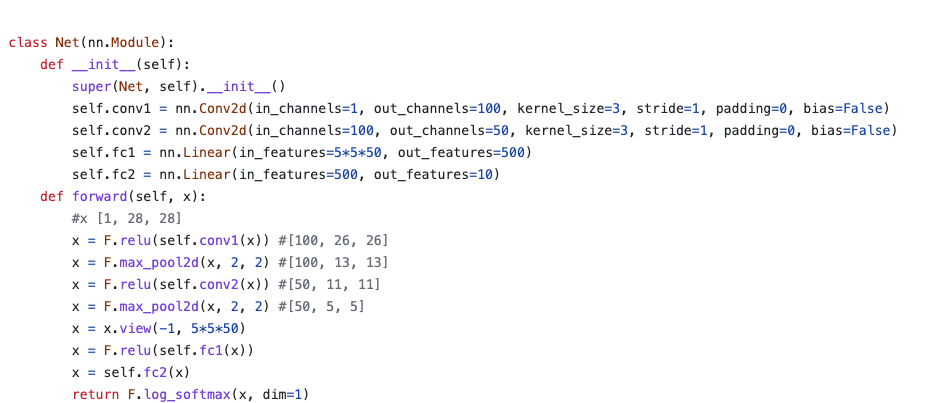 class Net(nn.Module):
    def __init__(self):
        super(Net, self).__init__()
        self.conv1 = nn.Conv2d(in_channels=1, out_channels=100, kernel_size=3, stride=1, padding=0, bias=False)
        self.conv2 = nn.Conv2d(in_channels=100, out_channels=50, kernel_size=3, stride=1, padding=0, bias=False)
        self.fc1 = nn.Linear(in_features=5*5*50, out_features=500)
        self.fc2 = nn.Linear(in_features=500, out_features=10)
    def forward(self, x):
        #x [1, 28, 28]
        x = F.relu(self.conv1(x)) #[100, 26, 26]
        x = F.max_pool2d(x, 2, 2) #[100, 13, 13]
        x = F.relu(self.conv2(x)) #[50, 11, 11]
        x = F.max_pool2d(x, 2, 2) #[50, 5, 5]
        x = x.view(-1, 5*5*50)
        x = F.relu(self.fc1(x))
        x = self.fc2(x)
        return F.log_softmax(x, dim=1)